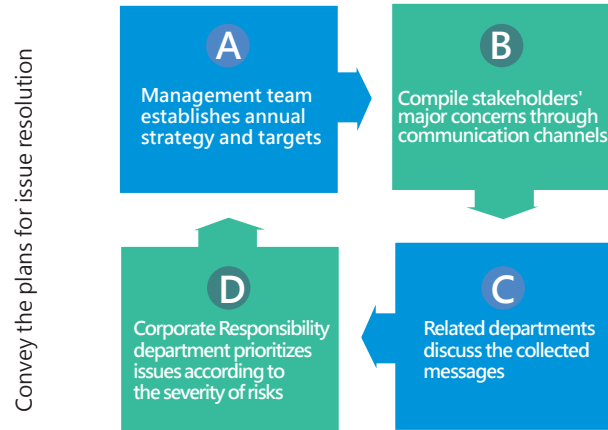 Convey the plans for issue resolution
A
Management team
establishes annual
strategy and targets
B
Compile stakeholders'
major concerns through
communication channels
C
Related departments
discuss the collected
messages
D
Corporate Responsibility
department prioritizes
issues according to
the severity of risks